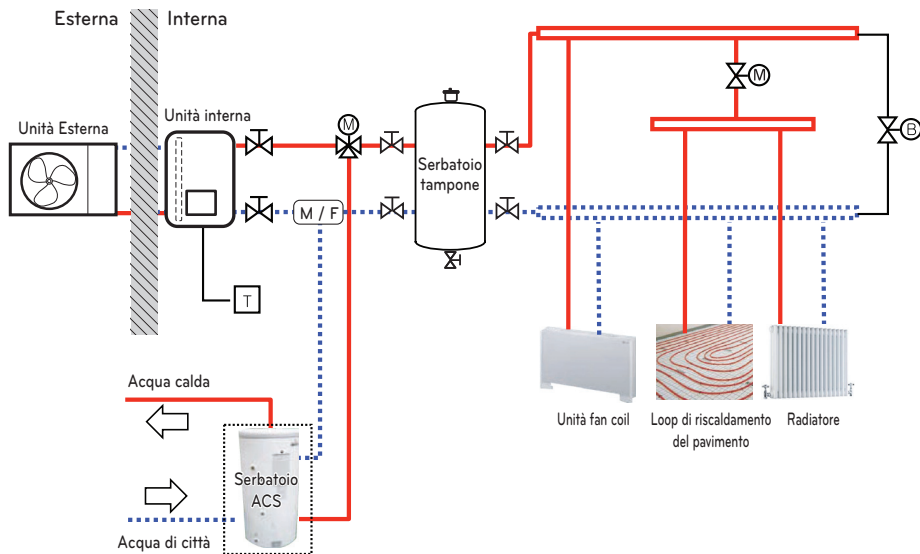 Esterna
Interna
Unità Esterna
Unità interna
M
M
Serbatoio
tampone
B
M / F
T
Acqua calda
Serbatoio
ACS
Acqua di città
Unità fan coil
Loop di riscaldamento
del pavimento
Radiatore